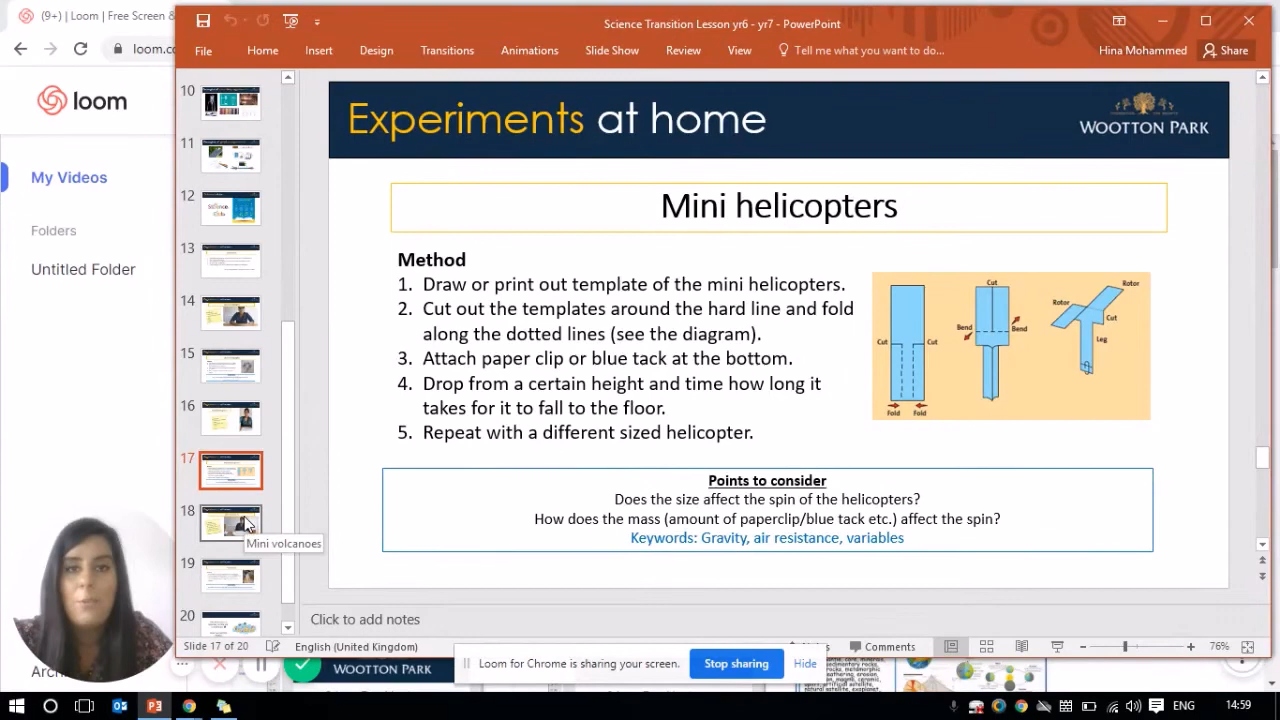 (9+) Loom | Free Screen &
loom.c
loom
My Videos
Folders
Untitled Folder
Science Transition Lesson yr6 - yr7 - PowerPoint
File
Home
Insert
Design
Transitions
Animations
Slide Show
Review
View
Tell me what you want to do...
Hina Mohammed
Share
10
11
12
13
14
15
16
17
18
19
20
Mini volcanoes
Experiments at home
WOOTTON PARK
Mini helicopters
Method
1. Draw or print out template of the mini helicopters.
2. Cut out the templates around the hard line and fold
along the dotted lines (see the diagram).
3. Attach paper clip or blue tack at the bottom.
4. Drop from a certain height and time how long it
takes for it to fall to the floor.
5. Repeat with a different sized helicopter.
Cut
Cut
Fold
Fold
Cut
Bend
Bend
Rotor
Rotor
Cut
Leg
Points to consider
Does the size affect the spin of the helicopters?
How does the mass (amount of paperclip/blue tack etc.) affect the spin?
Keywords: Gravity, air resistance, variables
Click to add notes
Slide 17 of 20
English (United Kingdom)
Comments
76%
WOOTTON PARK
Loom for Chrome is sharing your screen.
Stop sharing
Hide
ENG
14:59